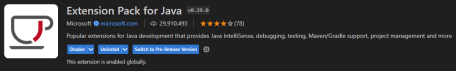 Extension Pack for Java v0.29.0
Microsoft microsoft.com 29,910,493 (78)
Popular extensions for Java development that provides Java IntelliSense, debugging, testing, Maven/Gradle support, project management and more
Disable Uninstall Switch to Pre-Release Version
This extension is enabled globally.